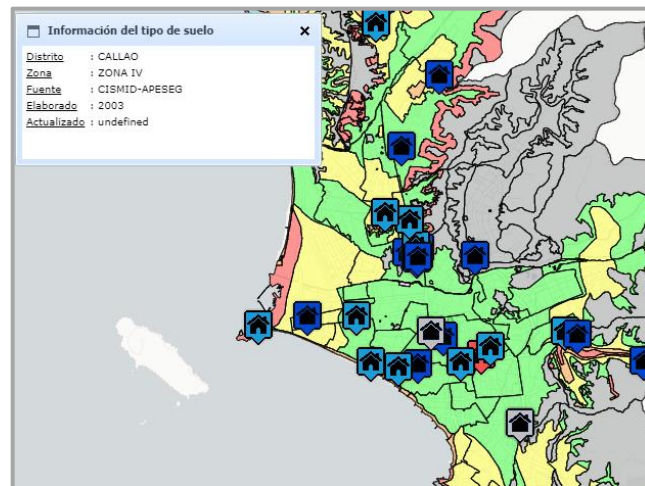 Información del tipo de suelo
Distrito : CALLAO
Zona : ZONA IV
Fuente : CISMID-APESEG
Elaborado : 2003
Actualizado : undefined